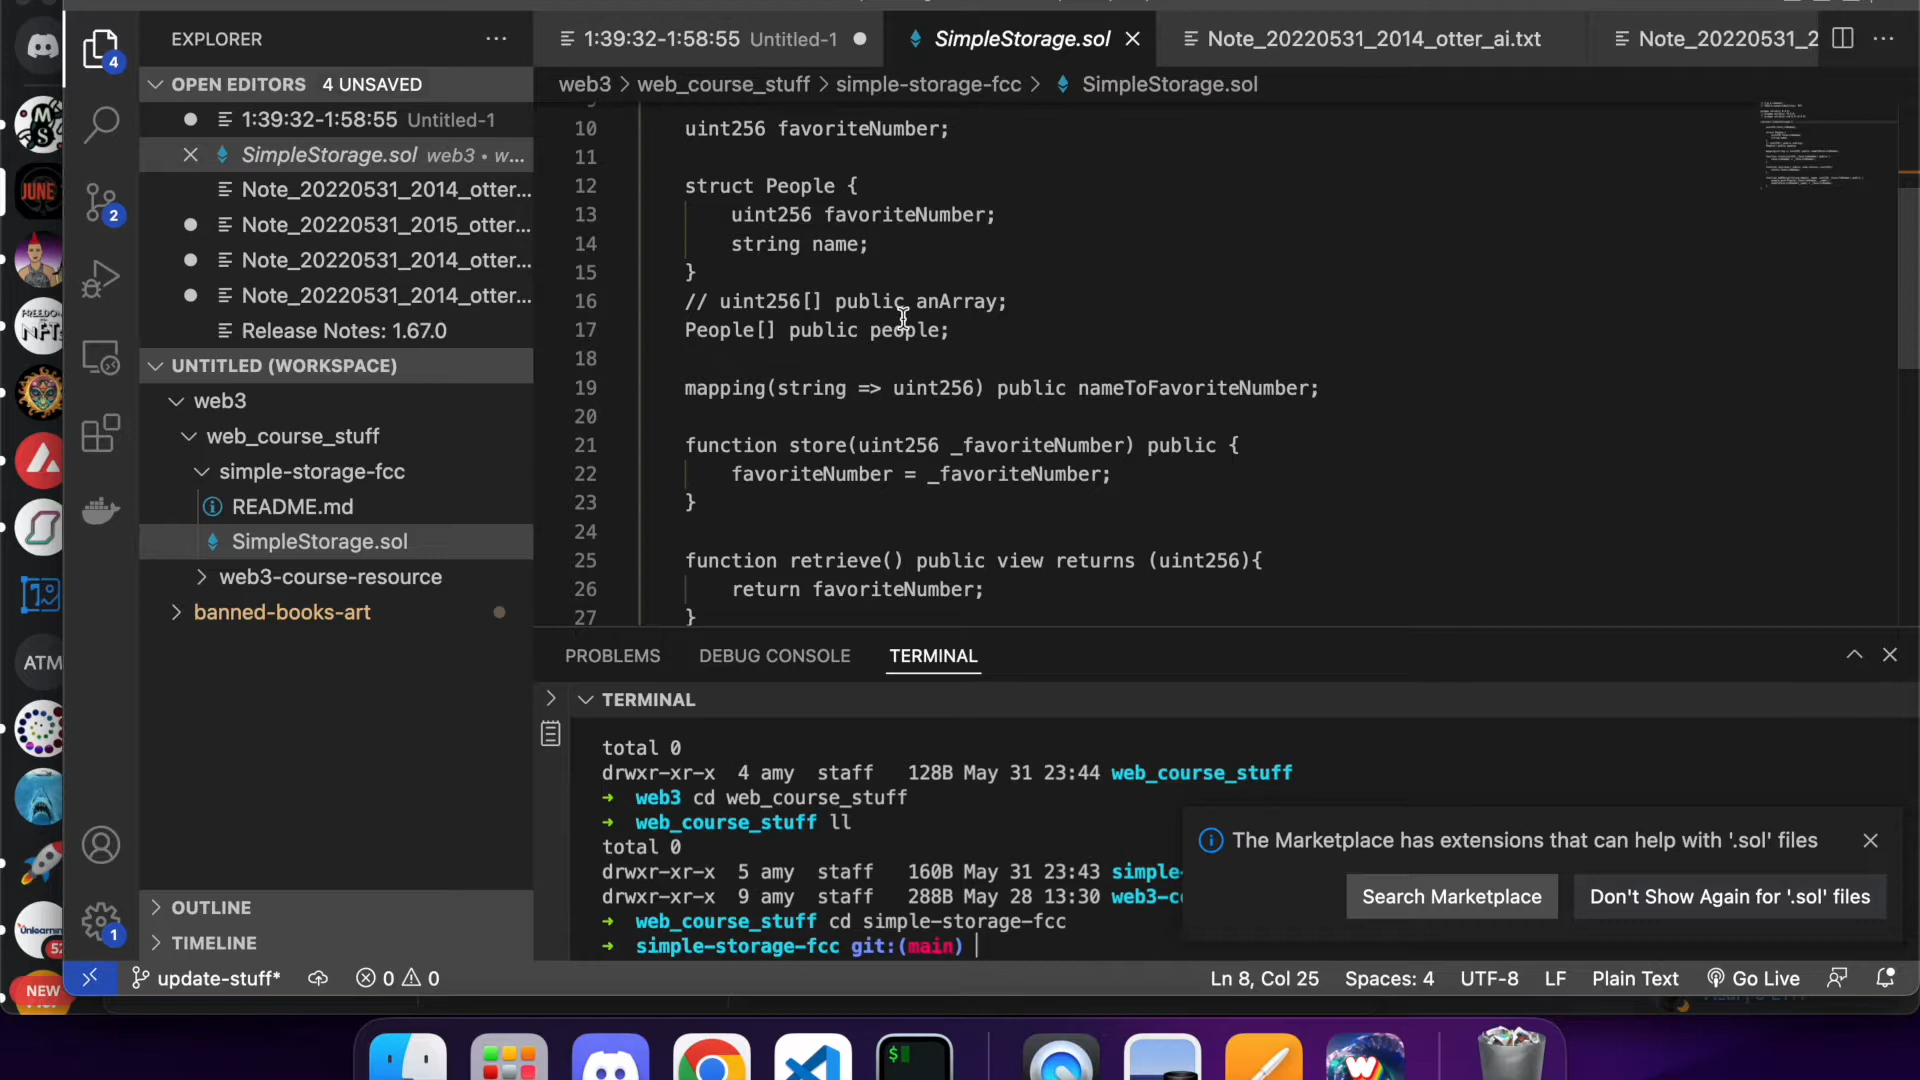 EXPLORER
OPEN EDITORS 4 UNSAVED
1:39:32-1:58:55 Untitled-1
SimpleStorage.sol web3 • w...
Note_20220531_2014_otter...
Note_20220531_2015_otter...
Note_20220531_2014_otter...
Note_20220531_2014_otter...
Release Notes: 1.67.0
UNTITLED (WORKSPACE)
web3
web_course_stuff
simple-storage-fcc
README.md
SimpleStorage.sol
web3-course-resource
banned-books-art
OUTLINE
TIMELINE
4
2
1
JUNE
ATM
52
NEW
1:39:32-1:58:55 Untitled-1
SimpleStorage.sol
Note_20220531_2014_otter_ai.txt
Note_20220531_2
web3 > web_course_stuff > simple-storage-fcc > SimpleStorage.sol
10 uint256 favoriteNumber;
11
12 struct People {
13 uint256 favoriteNumber;
14 string name;
15 }
16 // uint256[] public anArray;
17 People[] public people;
18
19 mapping(string => uint256) public nameToFavoriteNumber;
20
21 function store(uint256 _favoriteNumber) public {
22 favoriteNumber = _favoriteNumber;
23 }
24
25 function retrieve() public view returns (uint256){
26 return favoriteNumber;
27 }
PROBLEMS DEBUG CONSOLE TERMINAL
TERMINAL
total 0
drwxr-xr-x 4 amy staff 128B May 31 23:44 web_course_stuff
→ web3 cd web_course_stuff
→ web_course_stuff ll
total 0
drwxr-xr-x 5 amy staff 160B May 31 23:43 simple-
drwxr-xr-x 9 amy staff 288B May 28 13:30 web3-c
→ web_course_stuff cd simple-storage-fcc
→ simple-storage-fcc git:(main)
The Marketplace has extensions that can help with '.sol' files
Search Marketplace
Don't Show Again for '.sol' files
update-stuff* 0 0 Ln 8, Col 25 Spaces: 4 UTF-8 LF Plain Text Go Live
$